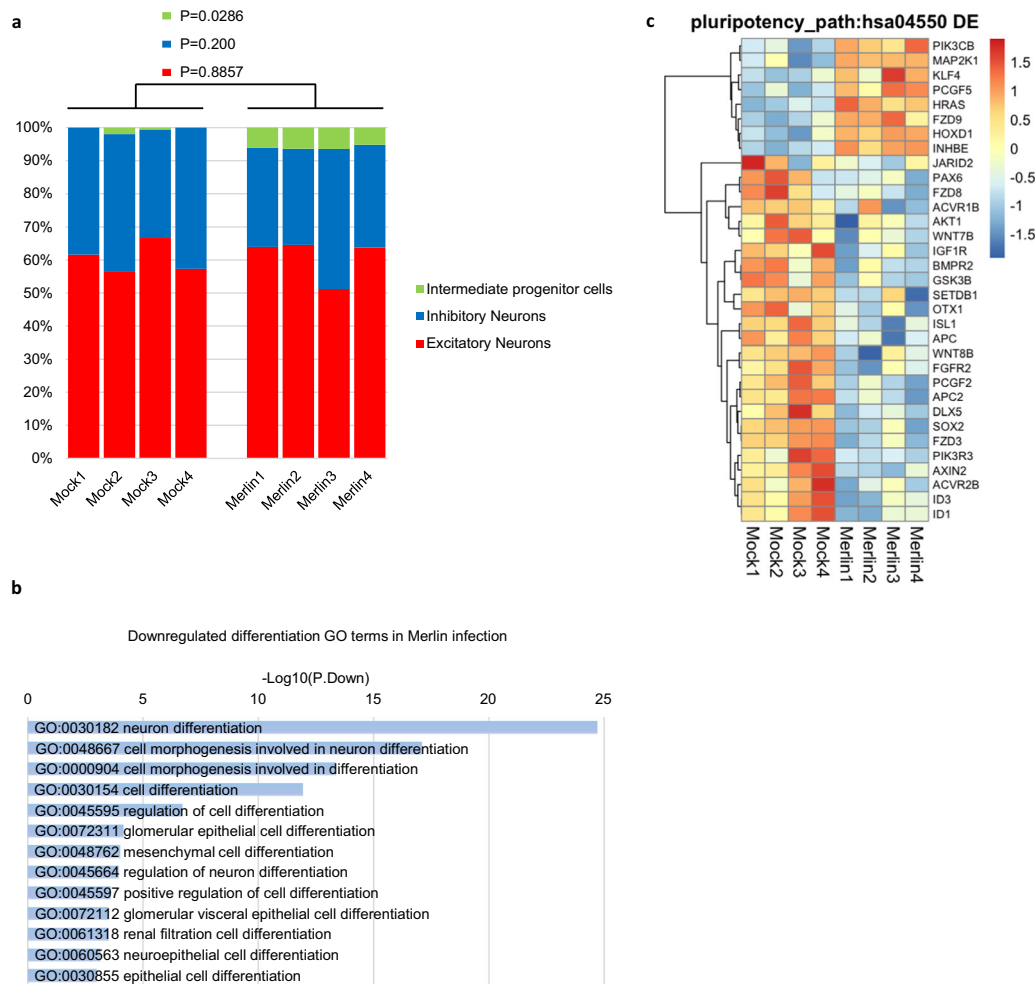 a
P=0.0286
P=0.200
P=0.8857
100%
90%
80%
70%
60%
50%
40%
30%
20%
10%
0%
Mock1
Mock2
Mock3
Mock4
Merlin1
Merlin2
Merlin3
Merlin4
Intermediate progenitor cells
Inhibitory Neurons
Excitatory Neurons
b
Downregulated differentiation GO terms in Merlin infection
-Log10(P.Down)
0 5 10 15 20 25
GO:0030182 neuron differentiation
GO:0048667 cell morphogenesis involved in neuron differentiation
GO:0000904 cell morphogenesis involved in differentiation
GO:0030154 cell differentiation
GO:0045595 regulation of cell differentiation
GO:0072311 glomerular epithelial cell differentiation
GO:0048762 mesenchymal cell differentiation
GO:0045664 regulation of neuron differentiation
GO:0045597 positive regulation of cell differentiation
GO:0072112 glomerular visceral epithelial cell differentiation
GO:0061318 renal filtration cell differentiation
GO:0060563 neuroepithelial cell differentiation
GO:0030855 epithelial cell differentiation
c
pluripotency_path:hsa04550 DE
PIK3CB
MAP2K1
KLF4
PCGF5
HRAS
FZD9
HOXD1
INHBE
JARID2
PAX6
FZD8
ACVR1B
AKT1
WNT7B
IGF1R
BMPR2
GSK3B
SETDB1
OTX1
ISL1
APC
WNT8B
FGFR2
PCGF2
APC2
DLX5
SOX2
FZD3
PIK3R3
AXIN2
ACVR2B
ID3
ID1
Mock1
Mock2
Mock3
Mock4
Merlin1
Merlin2
Merlin3
Merlin4
1.5
1
0.5
0
-0.5
-1
-1.5